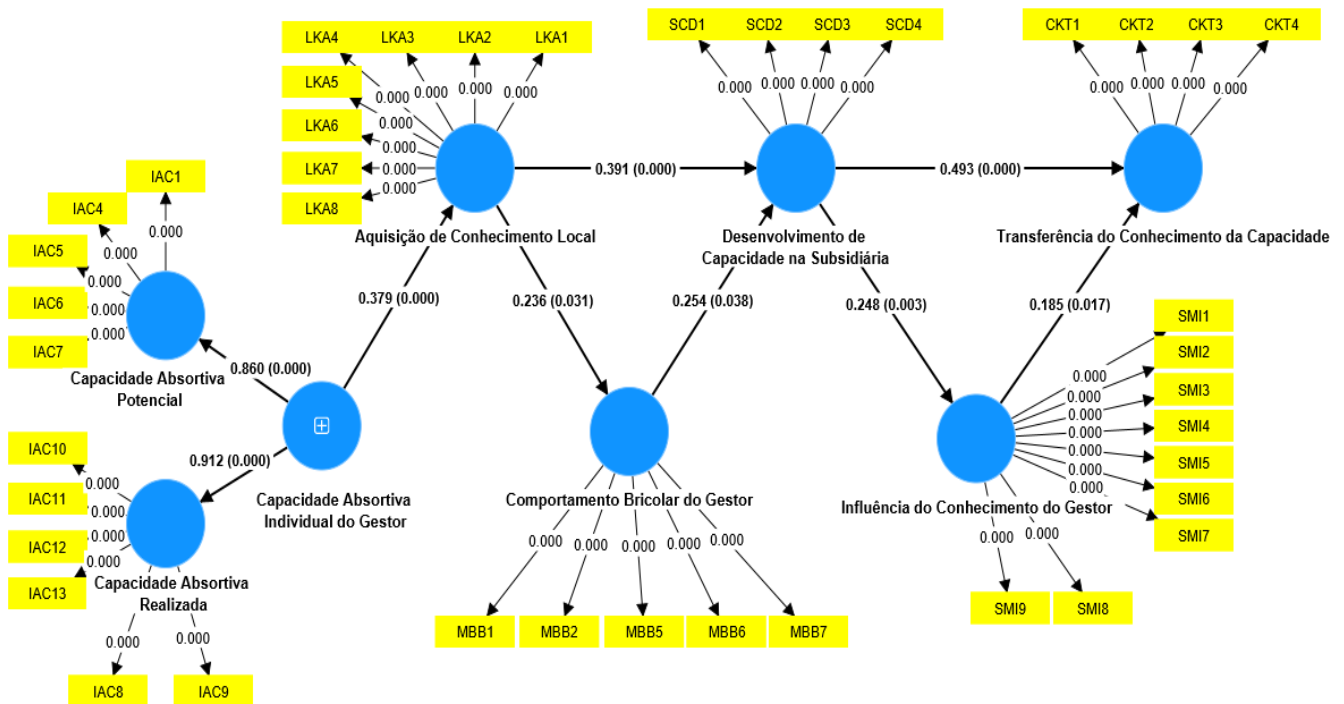 LKA4 LKA3 LKA2 LKA1
SCD1 SCD2 SCD3 SCD4
CKT1 CKT2 CKT3 CKT4
0.000 0.000 0.000 0.000
0.000 0.000 0.000 0.000
0.000 0.000 0.000 0.000
LKA5
0.000
LKA6
0.000
LKA7
0.000
LKA8
0.000
0.391 (0.000)
0.493 (0.000)
Aquisição de Conhecimento Local
Desenvolvimento de
Capacidade na Subsidiária
Transferência do Conhecimento da Capacidade
IAC1
IAC4
0.000
0.000
IAC5
0.000
IAC6
0.000
IAC7
0.000
Capacidade Absortiva
Potencial
0.379 (0.000)
0.236 (0.031)
0.254 (0.038)
0.248 (0.003)
0.185 (0.017)
0.860 (0.000)
0.912 (0.000)
Capacidade Absortiva
Individual do Gestor
IAC10
0.000
IAC11
0.000
IAC12
0.000
IAC13
0.000
Capacidade Absortiva
Realizada
0.000 0.000
IAC8 IAC9
Comportamento Bricolar do Gestor
0.000 0.000 0.000 0.000 0.000
MBB1 MBB2 MBB5 MBB6 MBB7
SMI1
0.000
SMI2
0.000
SMI3
0.000
SMI4
0.000
SMI5
0.000
SMI6
0.000
SMI7
0.000
Influência do Conhecimento do Gestor
0.000 0.000
SMI9 SMI8